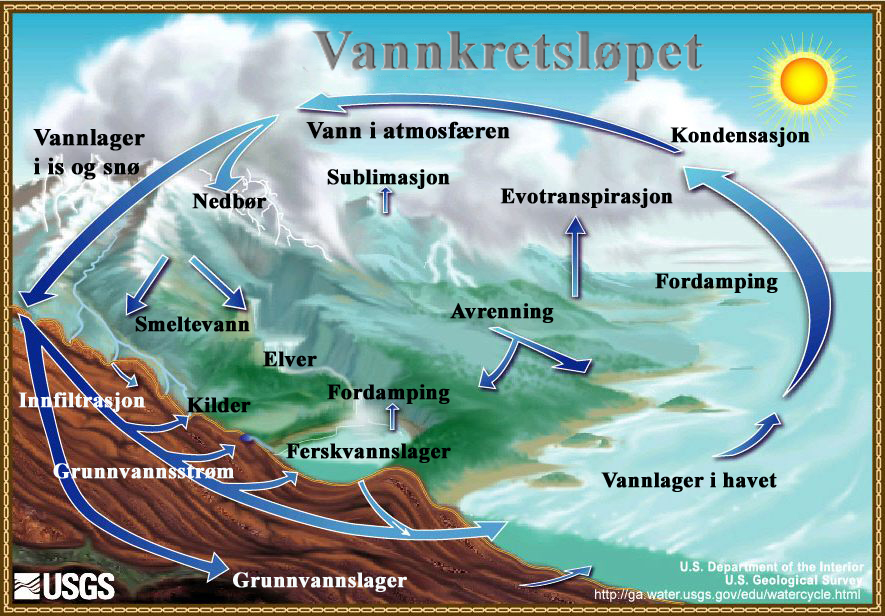 Vannkretsløpet
Vannlager
i is og snø
Vann i atmosfæren
Kondensasjon
Nedbør
Sublimasjon
Evotranspirasjon
Fordamping
Smeltevann
Avrenning
Elver
Innfiltrasjon
Kilder
Fordamping
Grunnvannsstrøm
Ferskvannslager
Vannlager i havet
Grunnvannslager
USGS
U.S. Department of the Interior
U.S. Geological Survey
http://ga.water.usgs.gov/edu/watercycle.html